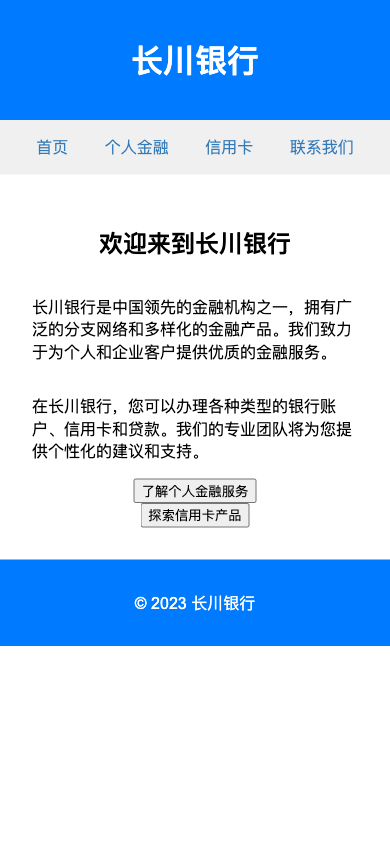 长川银行
首页 个人金融 信用卡 联系我们
欢迎来到长川银行
长川银行是中国领先的金融机构之一，拥有广
泛的分支网络和多样化的金融产品。我们致力
于为个人和企业客户提供优质的金融服务。
在长川银行，您可以办理各种类型的银行账
户、信用卡和贷款。我们的专业团队将为您提
供个性化的建议和支持。
了解个人金融服务
探索信用卡产品
© 2023 长川银行